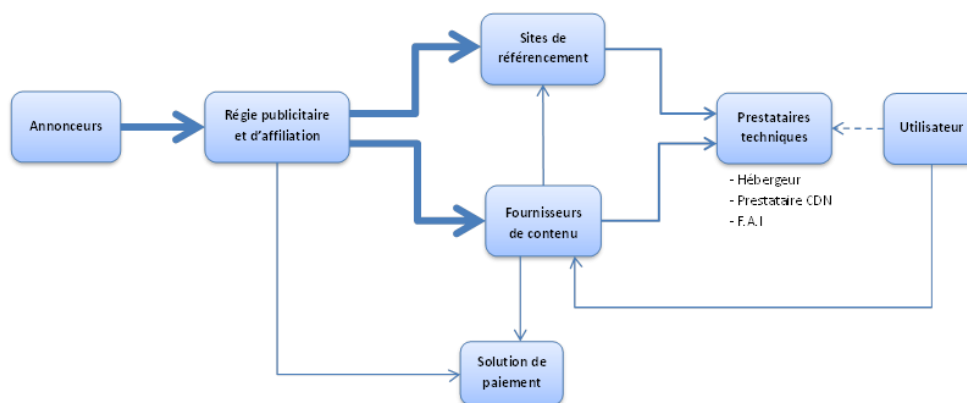 Sites de
référencement
Annonceurs
Régie publicitaire
et d'affiliation
Prestataires
techniques
Utilisateur
- Hébergeur
- Prestataire CDN
- F.A.I
Fournisseurs
de contenu
Solution de
paiement